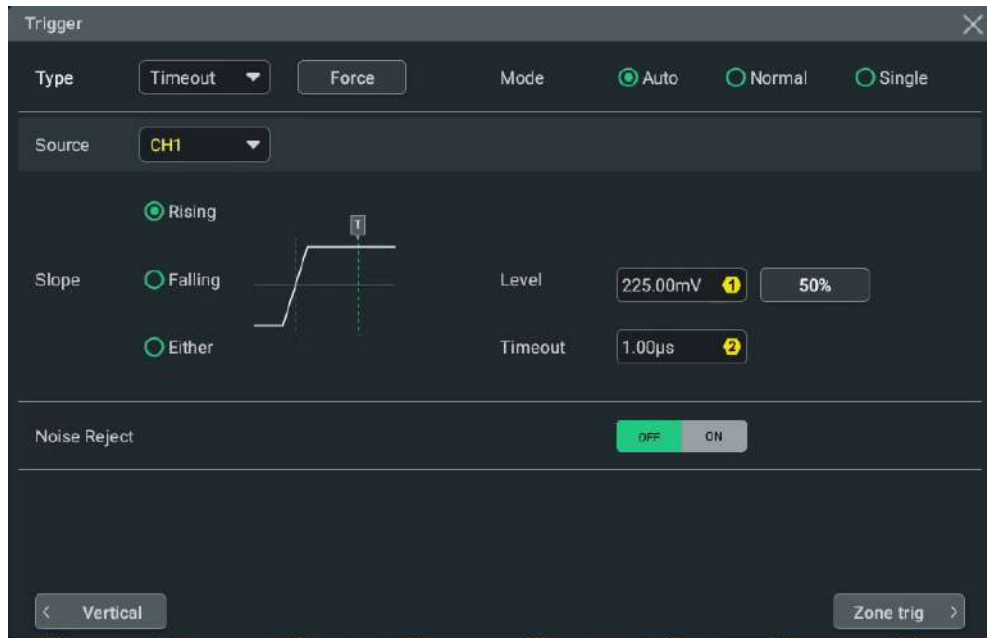 Trigger
Type Timeout Force Mode Auto Normal Single
Source CH1
Rising
T
Slope Falling Level 225.00mV 1 50%
Either Timeout 1.00µs 2
Noise Reject OFF ON
< Vertical Zone trig >